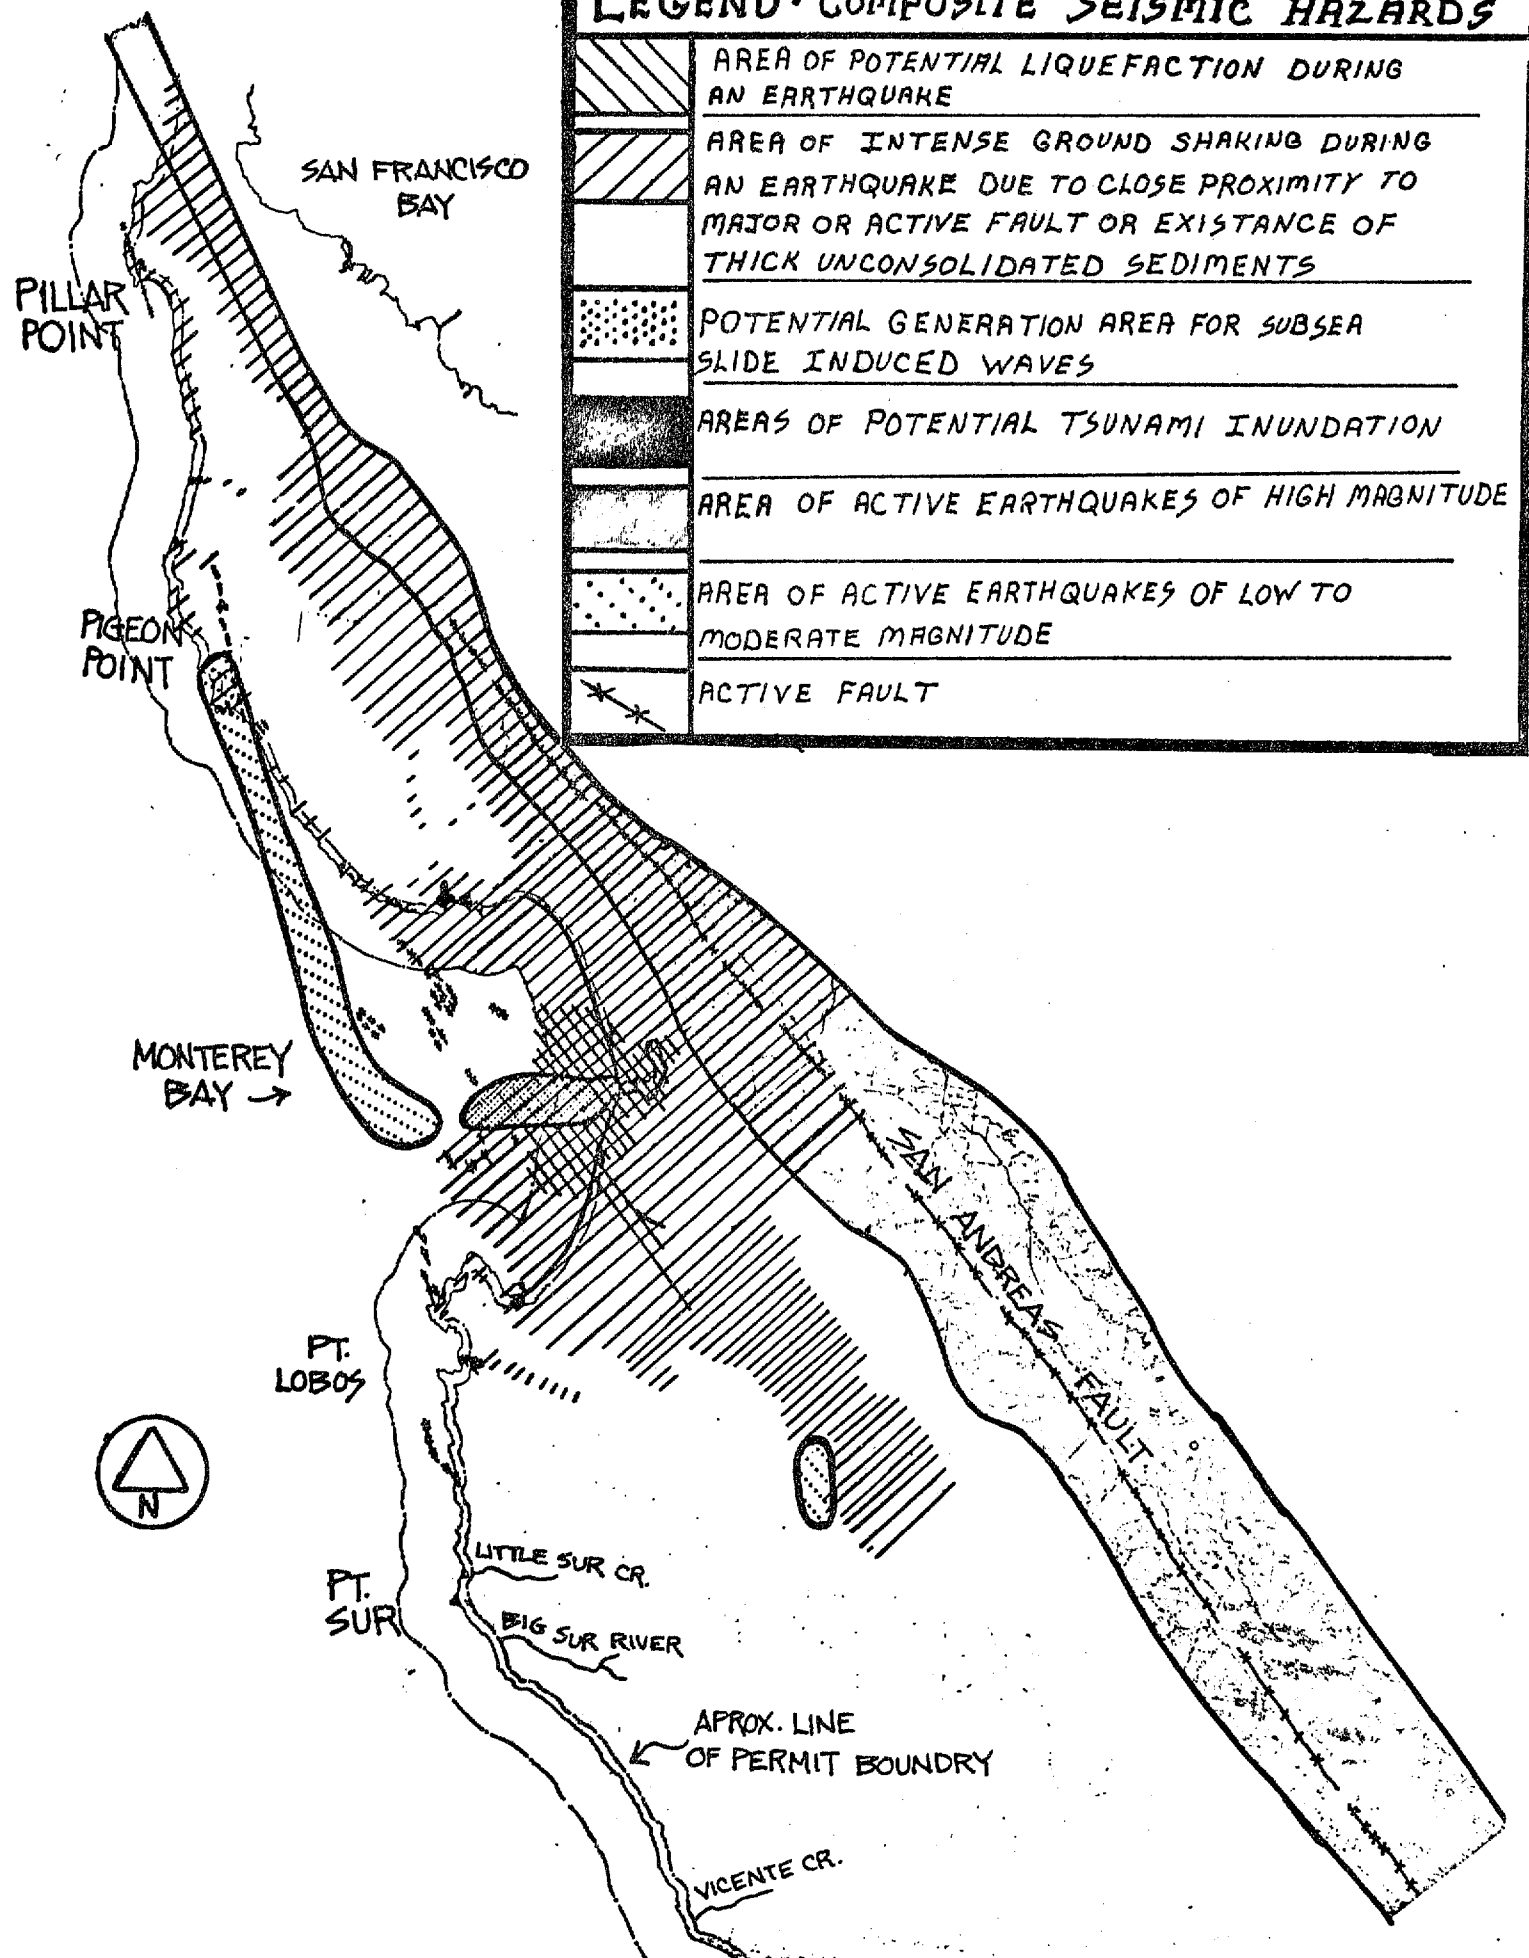 LEGEND · COMPOSITE SEISMIC HAZARDS
AREA OF POTENTIAL LIQUEFACTION DURING
AN EARTHQUAKE
AREA OF INTENSE GROUND SHAKING DURING
AN EARTHQUAKE DUE TO CLOSE PROXIMITY TO
MAJOR OR ACTIVE FAULT OR EXISTANCE OF
THICK UNCONSOLIDATED SEDIMENTS
POTENTIAL GENERATION AREA FOR SUBSEA
SLIDE INDUCED WAVES
AREAS OF POTENTIAL TSUNAMI INUNDATION
AREA OF ACTIVE EARTHQUAKES OF HIGH MAGNITUDE
AREA OF ACTIVE EARTHQUAKES OF LOW TO
MODERATE MAGNITUDE
ACTIVE FAULT
SAN FRANCISCO
BAY
PILLAR
POINT
PIGEON
POINT
MONTEREY
BAY →
SAN ANDREAS FAULT
PT.
LOBOS
N
LITTLE SUR CR.
PT.
SUR
BIG SUR RIVER
APROX. LINE
OF PERMIT BOUNDRY
VICENTE CR.